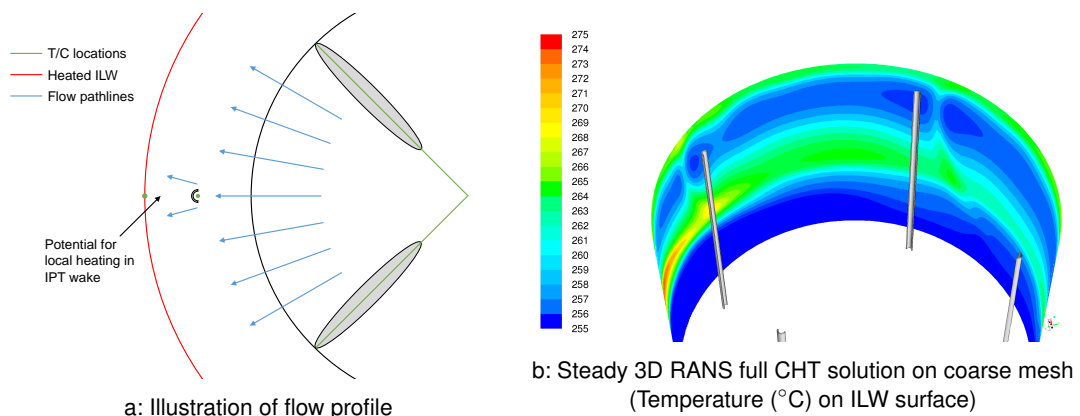 T/C locations
Heated ILW
Flow pathlines
Potential for
local heating in
IPT wake
a: Illustration of flow profile
275
274
273
272
271
270
269
268
267
266
265
264
263
262
261
260
259
258
257
256
255
b: Steady 3D RANS full CHT solution on coarse mesh
(Temperature (°C) on ILW surface)